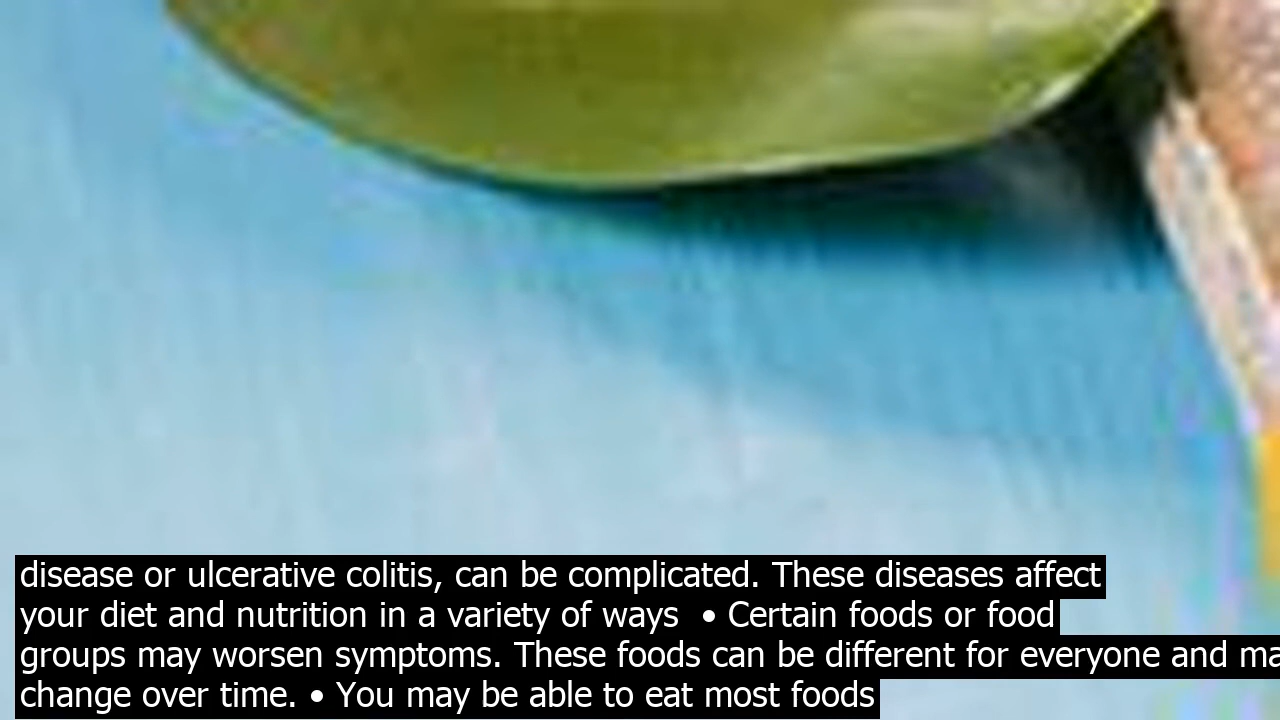 disease or ulcerative colitis, can be complicated. These diseases affect
your diet and nutrition in a variety of ways • Certain foods or food
groups may worsen symptoms. These foods can be different for everyone and
change over time. • You may be able to eat most foods